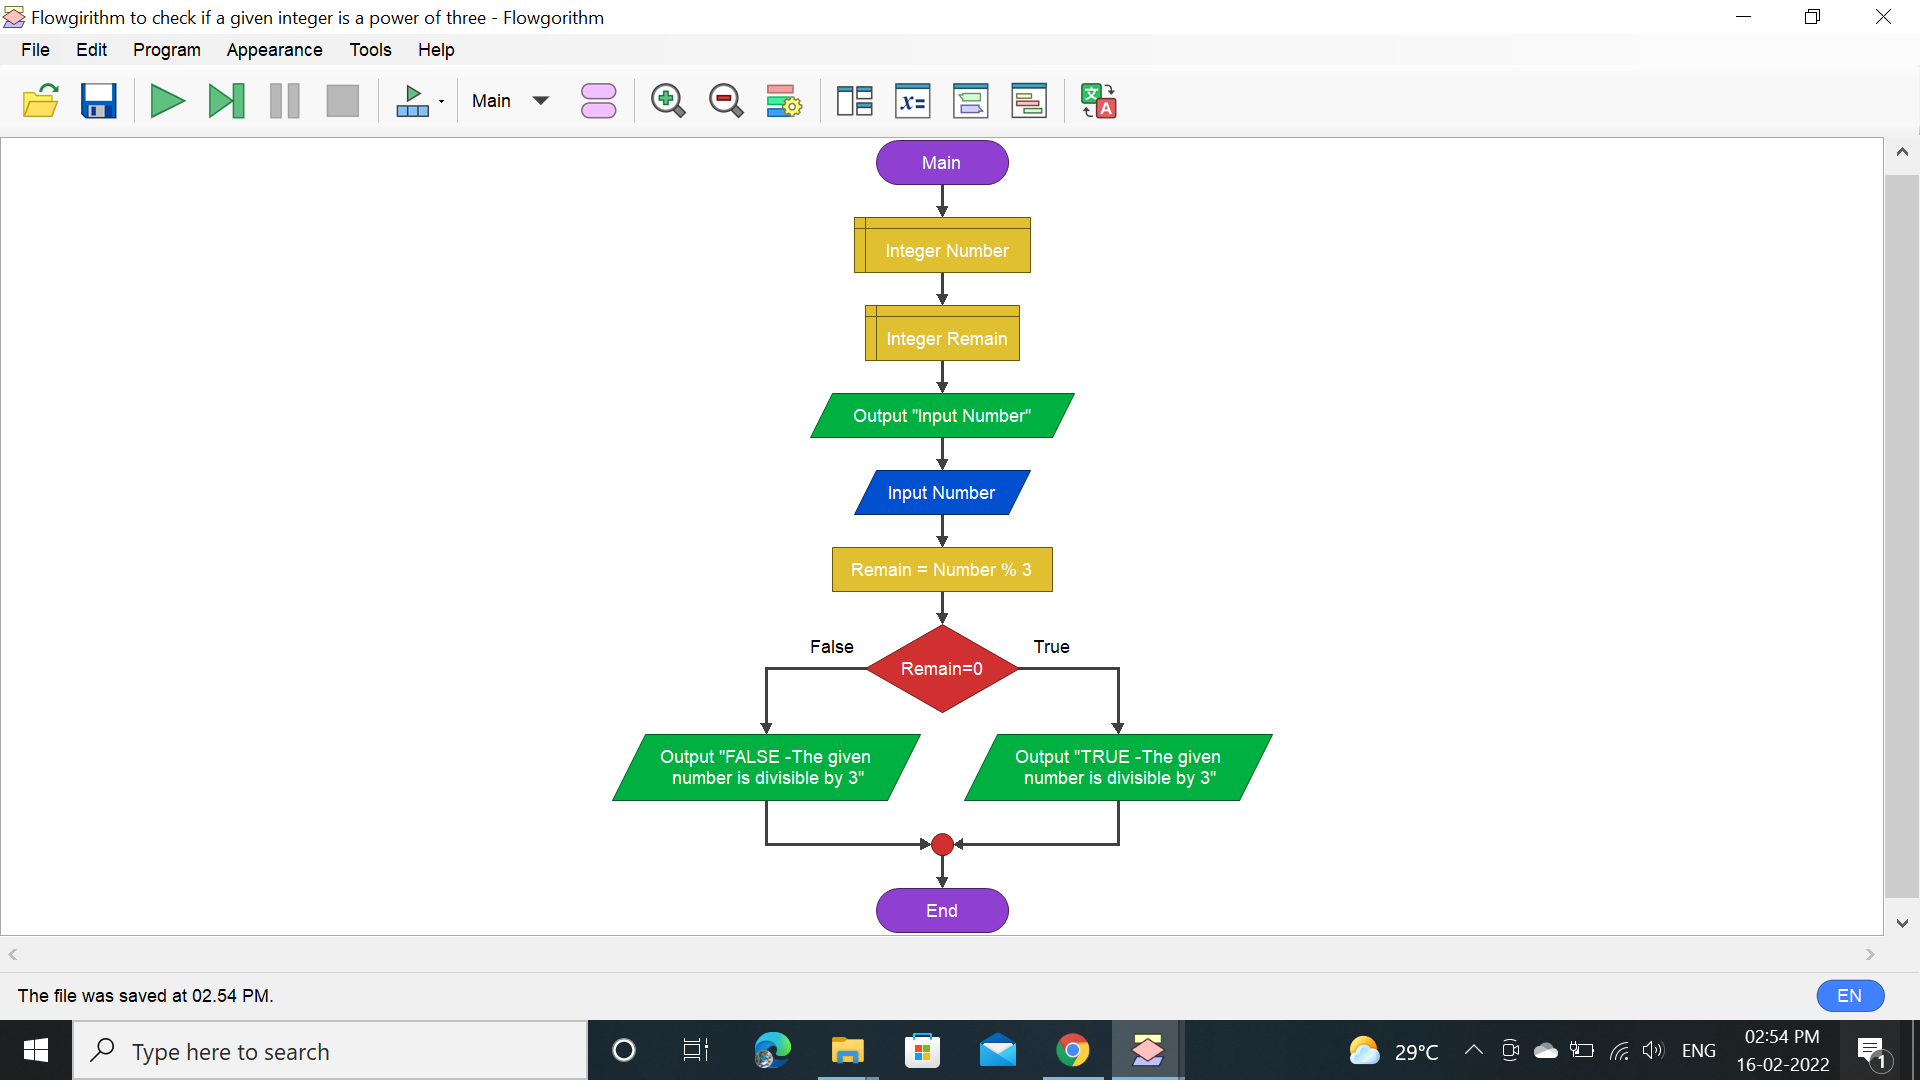 Flowgirithm to check if a given integer is a power of three - Flowgorithm
File Edit Program Appearance Tools Help
Main
x=
文 A
Main
Integer Number
Integer Remain
Output "Input Number"
Input Number
Remain = Number % 3
False
True
Remain=0
Output "FALSE -The given
number is divisible by 3"
Output "TRUE -The given
number is divisible by 3"
End
The file was saved at 02.54 PM.
EN
Type here to search
29°C
ENG
02:54 PM
16-02-2022
1